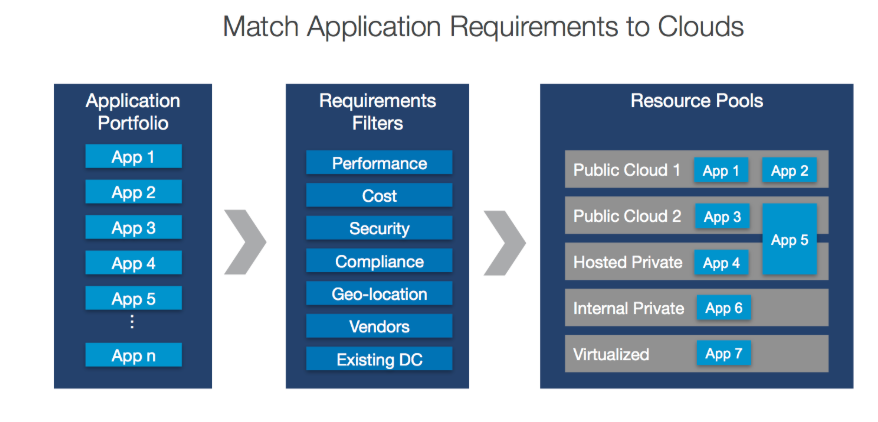 Match Application Requirements to Clouds
Application
Portfolio
App 1
App 2
App 3
App 4
App 5
⋮
App n
Requirements
Filters
Performance
Cost
Security
Compliance
Geo-location
Vendors
Existing DC
Resource Pools
Public Cloud 1 App 1 App 2
Public Cloud 2 App 3
App 5
Hosted Private App 4
Internal Private App 6
Virtualized App 7